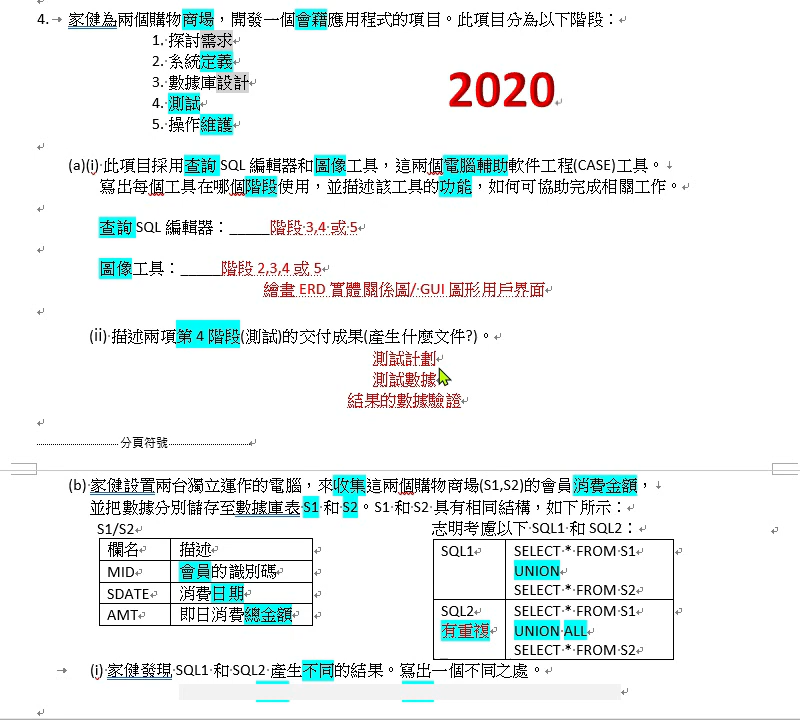 4. 家健為兩個購物商場，開發一個會籍應用程式的項目。此項目分為以下階段：
1. 探討需求
2. 系統定義
3. 數據庫設計
4. 測試
5. 操作維護
2020
(a)(i) 此項目採用查詢 SQL 編輯器和圖像工具，這兩個電腦輔助軟件工程(CASE)工具。
寫出每個工具在哪個階段使用，並描述該工具的功能，如何可協助完成相關工作。
查詢 SQL 編輯器：_____階段 3,4 或 5
圖像工具：_____階段 2,3,4 或 5
繪畫 ERD 實體關係圖/ GUI 圖形用戶界面
(ii) 描述兩項第 4 階段(測試)的交付成果(產生什麼文件?)。
測試計劃
測試數據
結果的數據驗證
分頁符號
(b) 家健設置兩台獨立運作的電腦，來收集這兩個購物商場(S1,S2)的會員消費金額，
並把數據分別儲存至數據庫表 S1 和 S2。S1 和 S2 具有相同結構，如下所示：
S1/S2
欄名 描述
MID 會員的識別碼
SDATE 消費日期
AMT 即日消費總金額
志明考慮以下 SQL1 和 SQL2：
SQL1 SELECT * FROM S1
UNION
SELECT * FROM S2
SQL2 SELECT * FROM S1
有重複 UNION ALL
SELECT * FROM S2
(i) 家健發現 SQL1 和 SQL2 產生不同的結果。寫出一個不同之處。